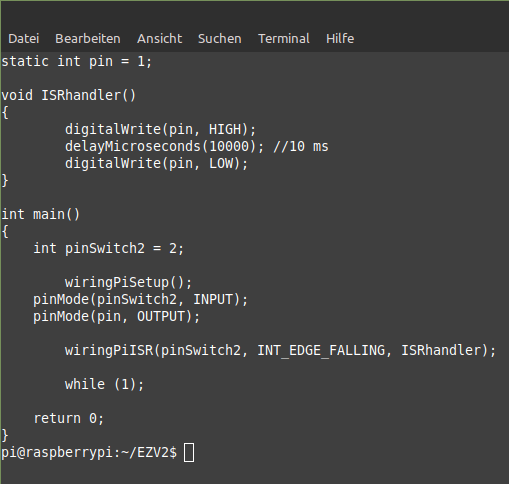 Datei Bearbeiten Ansicht Suchen Terminal Hilfe
static int pin = 1;
void ISRhandler()
{
digitalWrite(pin, HIGH);
delayMicroseconds(10000); //10 ms
digitalWrite(pin, LOW);
}
int main()
{
int pinSwitch2 = 2;
wiringPiSetup();
pinMode(pinSwitch2, INPUT);
pinMode(pin, OUTPUT);
wiringPiISR(pinSwitch2, INT_EDGE_FALLING, ISRhandler);
while (1);
return 0;
}
pi@raspberrypi:~/EZV2$